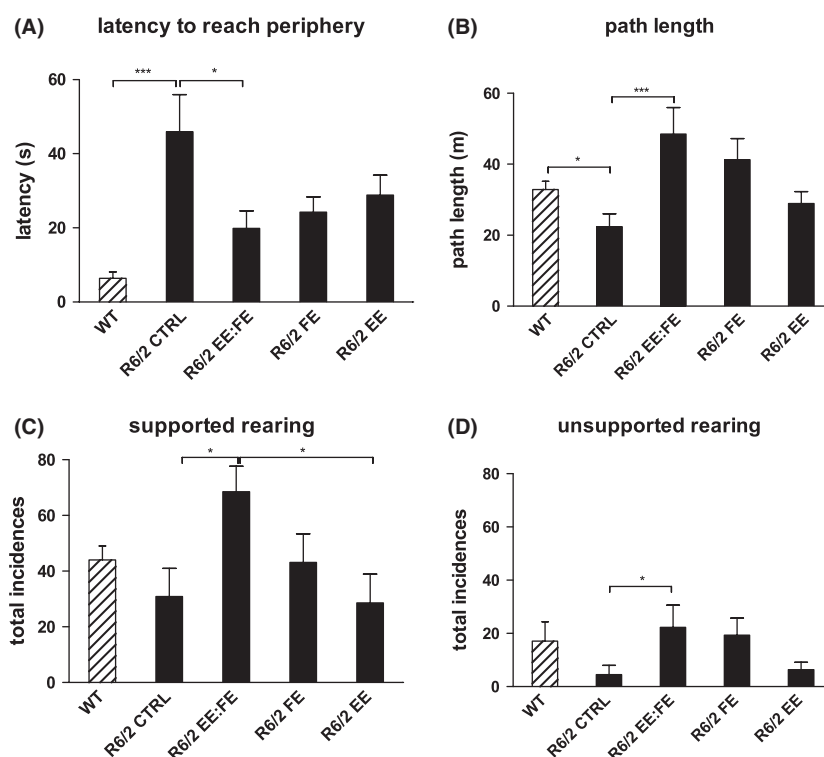 (A) latency to reach periphery
latency (s)
60
40
20
0
***
*
WT
R6/2 CTRL
R6/2 EE:FE
R6/2 FE
R6/2 EE
(B) path length
path length (m)
60
40
20
0
*
***
WT
R6/2 CTRL
R6/2 EE:FE
R6/2 FE
R6/2 EE
(C) supported rearing
total incidences
80
60
40
20
0
*
*
WT
R6/2 CTRL
R6/2 EE:FE
R6/2 FE
R6/2 EE
(D) unsupported rearing
total incidences
80
60
40
20
0
*
WT
R6/2 CTRL
R6/2 EE:FE
R6/2 FE
R6/2 EE